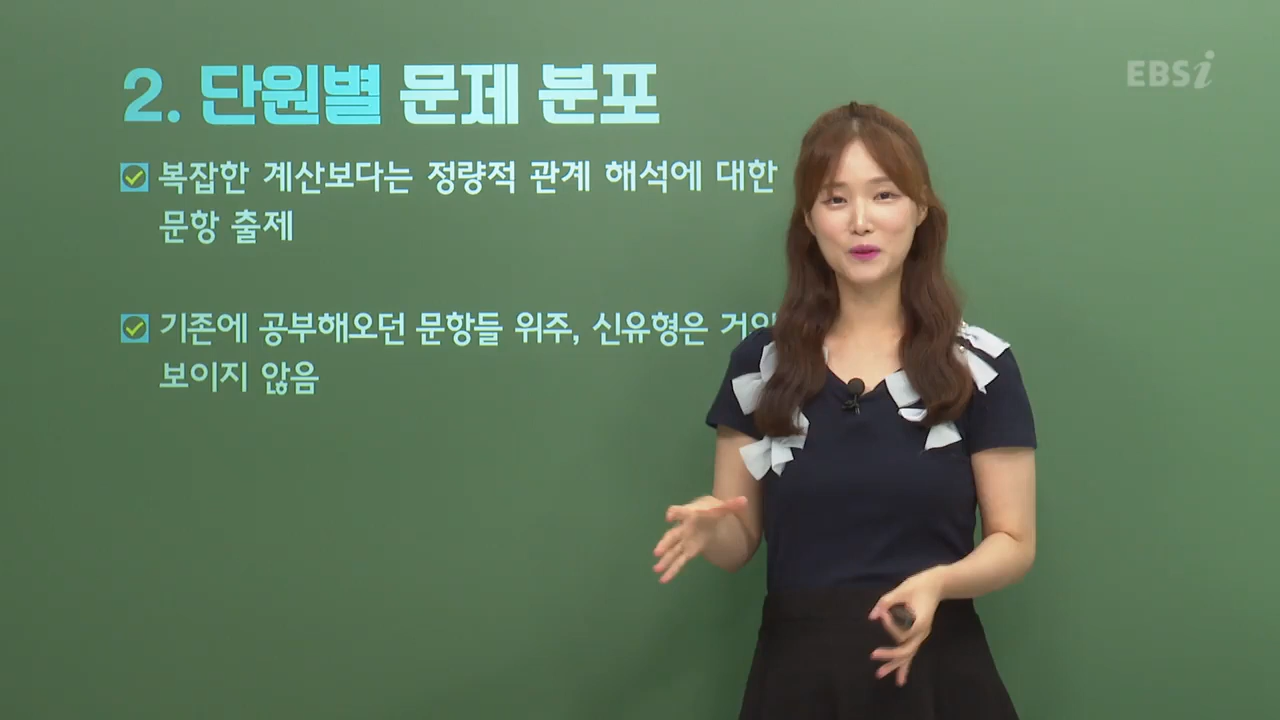 2. 단원별 문제 분포
복잡한 계산보다는 정량적 관계 해석에 대한
문항 출제
기존에 공부해오던 문항들 위주, 신유형은
보이지 않음
EBSi